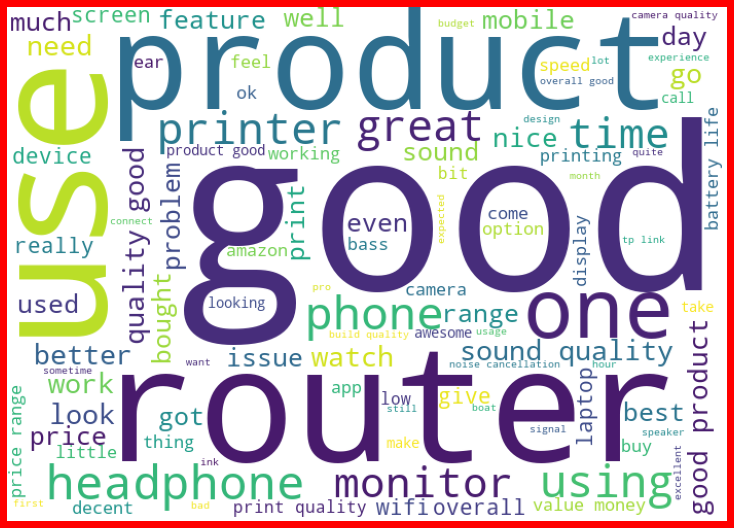 much
screen
feature
well
mobile
camera quality
budget
day
need
product
ear
feel
speed
lot
experience
overall good
go
use
ok
call
printer
great
nice
time
design
device
product good
working
sound
printing
quite
battery life
quality good
problem
print
good
bit
month
connect
even
come
option
expected
tp link
really
amazon
bass
display
used
bought
looking
pro
camera
phone
range
one
take
build quality
awesome
usage
better
issue
watch
sound quality
noise cancellation
hour
good product
sometime
want
router
work
app
low
give
still
boat
laptop
best
look
got
price
thing
make
signal
speaker
buy
little
price range
ink
excellent
headphone
monitor
using
first
decent
bad
print quality
wifi
overall
value money